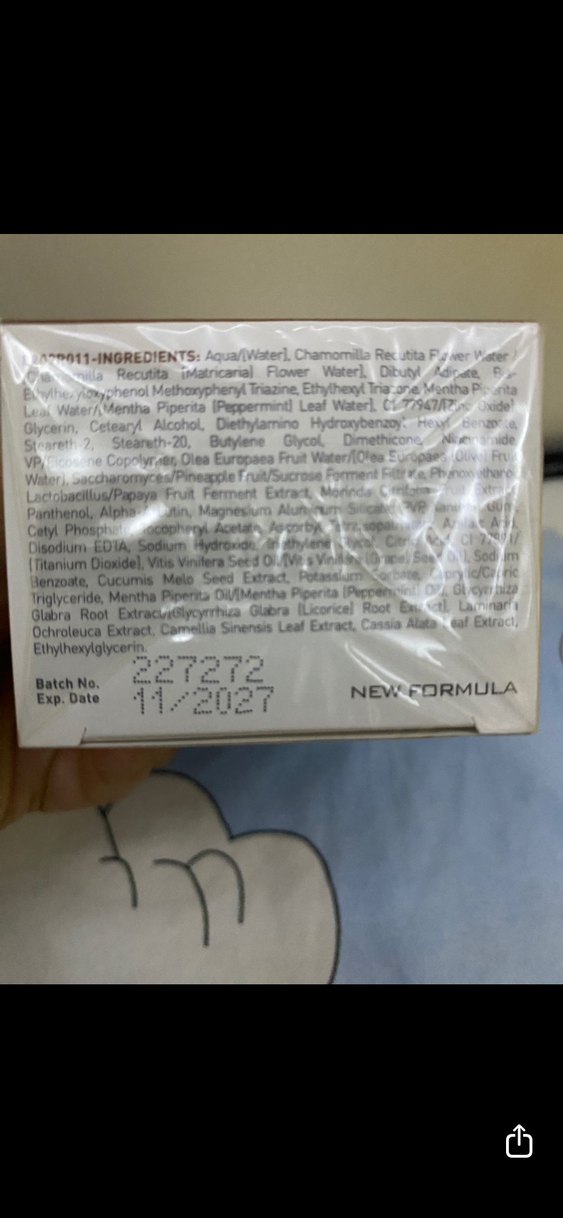 INGREDIENTS: Aqua/[Water], Chamomilla Recutita Flower Water
Recutita [Matricaria] Flower Water], Dibutyl Adipate,
Methoxyphenyl Triazine, Ethylhexyl Triazone, Mentha Piperita
Leaf Water/[Mentha Piperita [Peppermint] Leaf Water], CI 77947/[Zinc Oxide]
Glycerin, Cetearyl Alcohol, Diethylamino Hydroxybenzoyl Hexyl Benzoate,
Steareth-2, Steareth-20, Butylene Glycol, Dimethicone, Niacinamide
VP/Eicosene Copolymer, Olea Europaea Fruit Water/[Olea Europaea [Olive] Fruit
Water], Saccharomyces/Pineapple Fruit/Sucrose Ferment Filtrate,
Lactobacillus/Papaya Fruit Ferment Extract, Morinda
Panthenol, Magnesium
Cetyl Phosphate, Tocopheryl Acetate, Ascorbyl
Disodium EDTA, Sodium Hydroxide,
[Titanium Dioxide], Vitis Vinifera Seed Oil/[Vitis Vinifera [Grape] Seed Oil], Sodium
Benzoate, Cucumis Melo Seed Extract, Potassium Sorbate, Caprylic/Capric
Triglyceride, Mentha Piperita Oil/[Mentha Piperita [Peppermint] Oil], Glycyrrhiza
Glabra Root Extract/[Glycyrrhiza Glabra [Licorice] Root Extract], Laminaria
Ochroleuca Extract, Camellia Sinensis Leaf Extract, Cassia Alata Leaf Extract,
Ethylhexylglycerin.
Batch No. 227272
Exp. Date 11/2027
NEW FORMULA